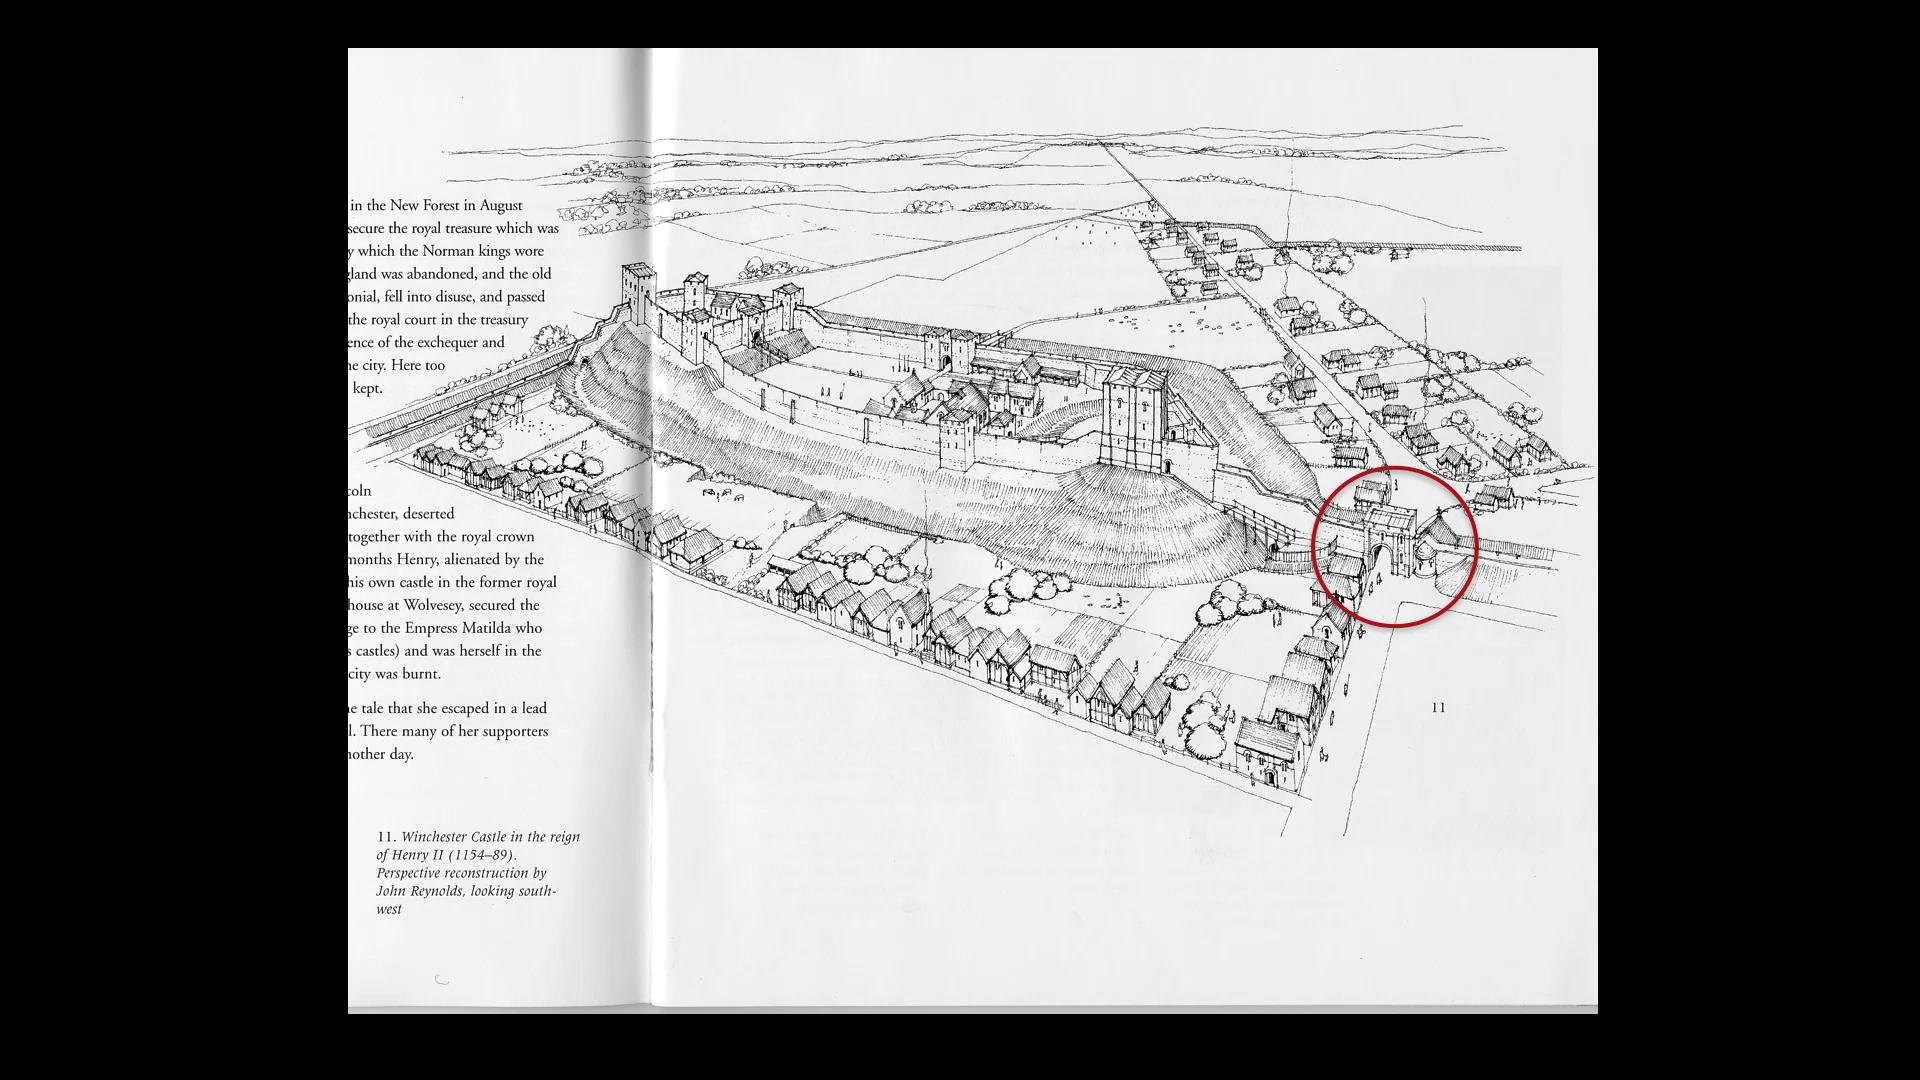 in the New Forest in August
secure the royal treasure which was
y which the Norman kings wore
gland was abandoned, and the old
onial, fell into disuse, and passed
the royal court in the treasury
ence of the exchequer and
he city. Here too
kept.
coln
nchester, deserted
together with the royal crown
months Henry, alienated by the
his own castle in the former royal
house at Wolvesey, secured the
ge to the Empress Matilda who
s castles) and was herself in the
city was burnt.
he tale that she escaped in a lead
l. There many of her supporters
nother day.
11
11. Winchester Castle in the reign
of Henry II (1154–89).
Perspective reconstruction by
John Reynolds, looking south-
west